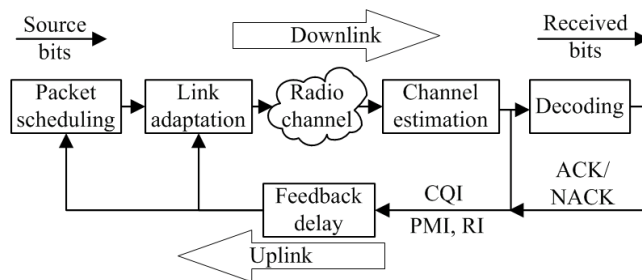 Source
bits
Downlink
Received
bits
Packet
scheduling
Link
adaptation
Radio
channel
Channel
estimation
Decoding
Feedback
delay
CQI
PMI, RI
ACK/
NACK
Uplink